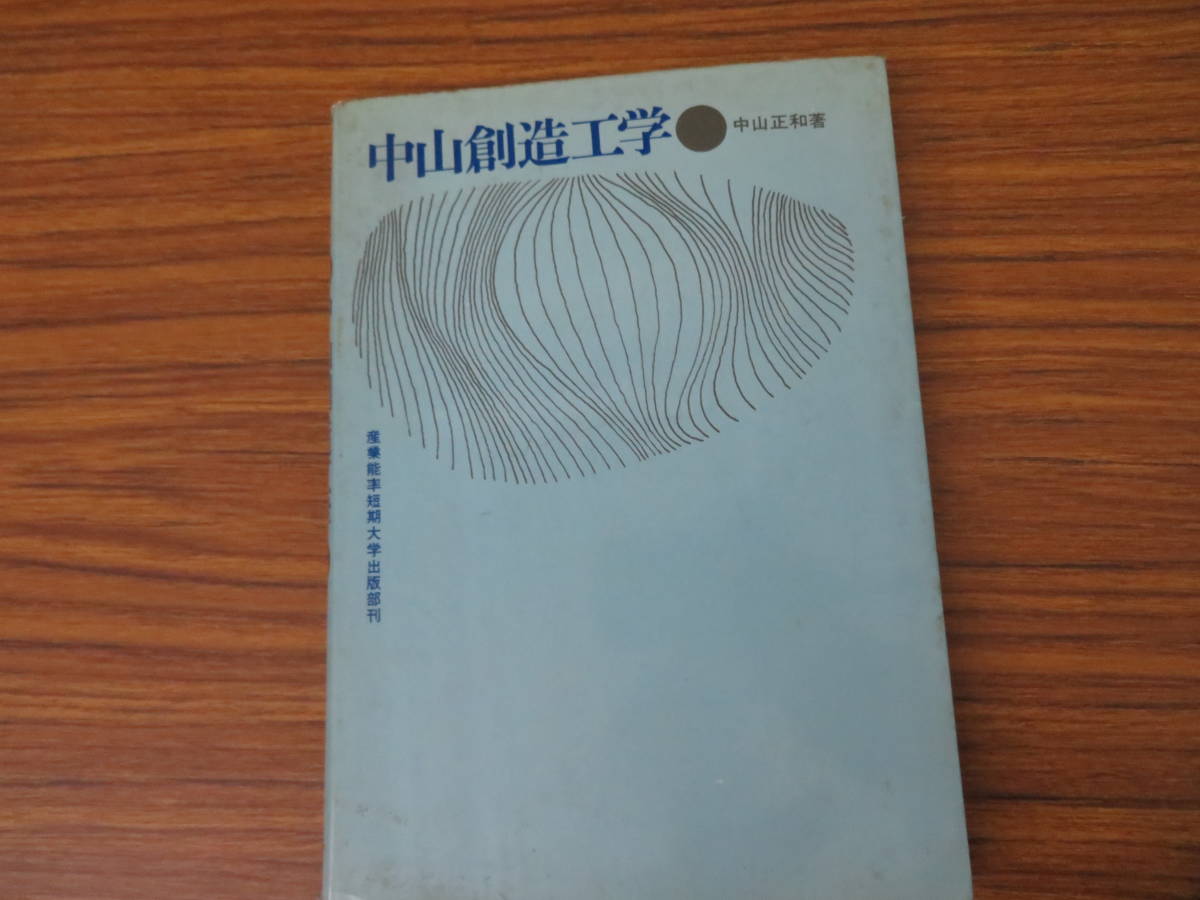 中山創造工学
中山正和著
産業能率短期大学出版部刊